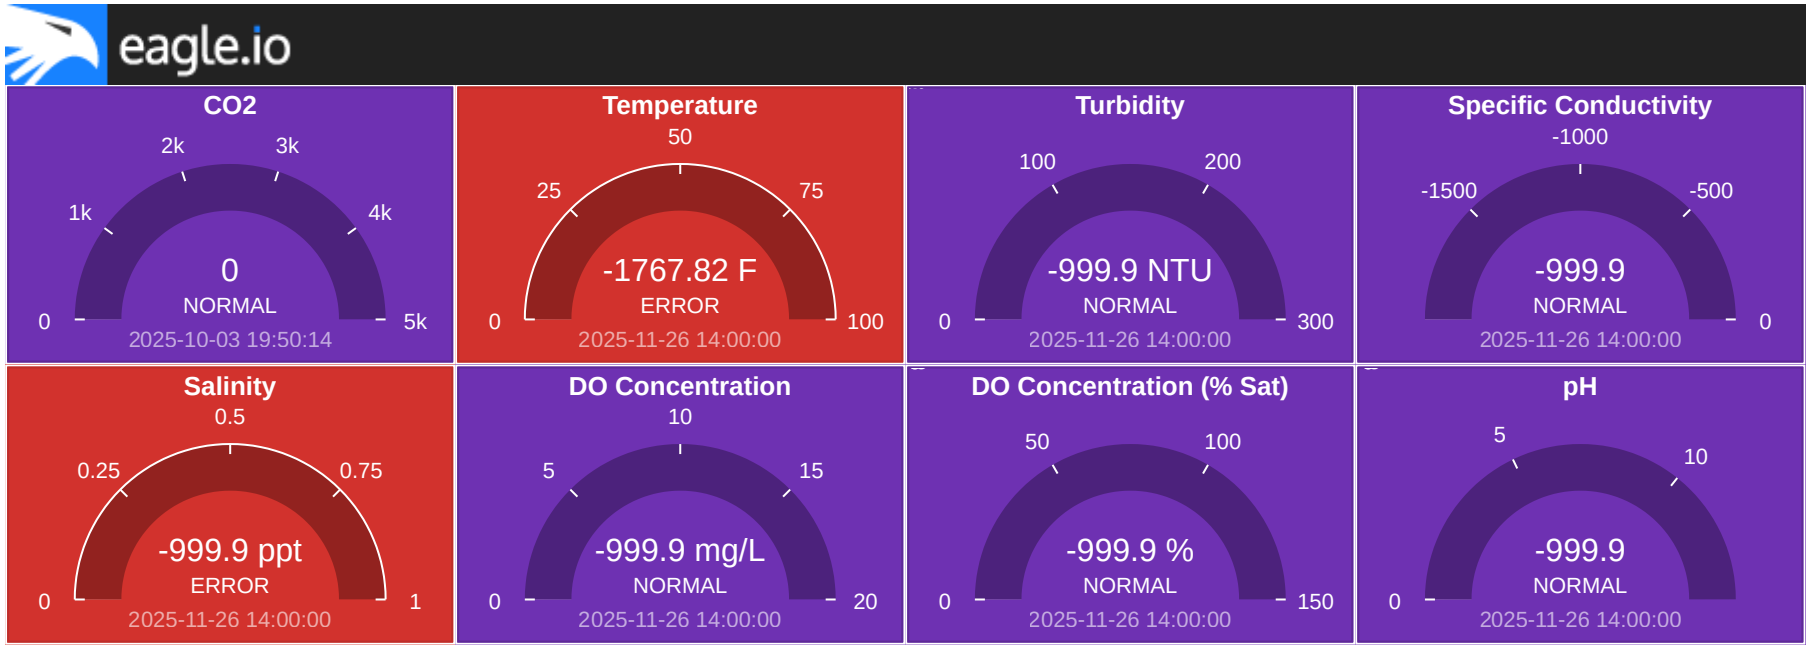 eagle.io
CO2
2k
3k
1k
4k
0
NORMAL
0
5k
2025-10-03 19:50:14
Temperature
50
25
75
-1767.82 F
ERROR
0
100
2025-11-26 14:00:00
Turbidity
100
200
-999.9 NTU
NORMAL
0
300
2025-11-26 14:00:00
Specific Conductivity
-1000
-1500
-500
-999.9
NORMAL
0
2025-11-26 14:00:00
Salinity
0.5
0.25
0.75
-999.9 ppt
ERROR
0
1
2025-11-26 14:00:00
DO Concentration
10
5
15
-999.9 mg/L
NORMAL
0
20
2025-11-26 14:00:00
DO Concentration (% Sat)
50
100
-999.9 %
NORMAL
0
150
2025-11-26 14:00:00
pH
5
10
-999.9
NORMAL
0
2025-11-26 14:00:00